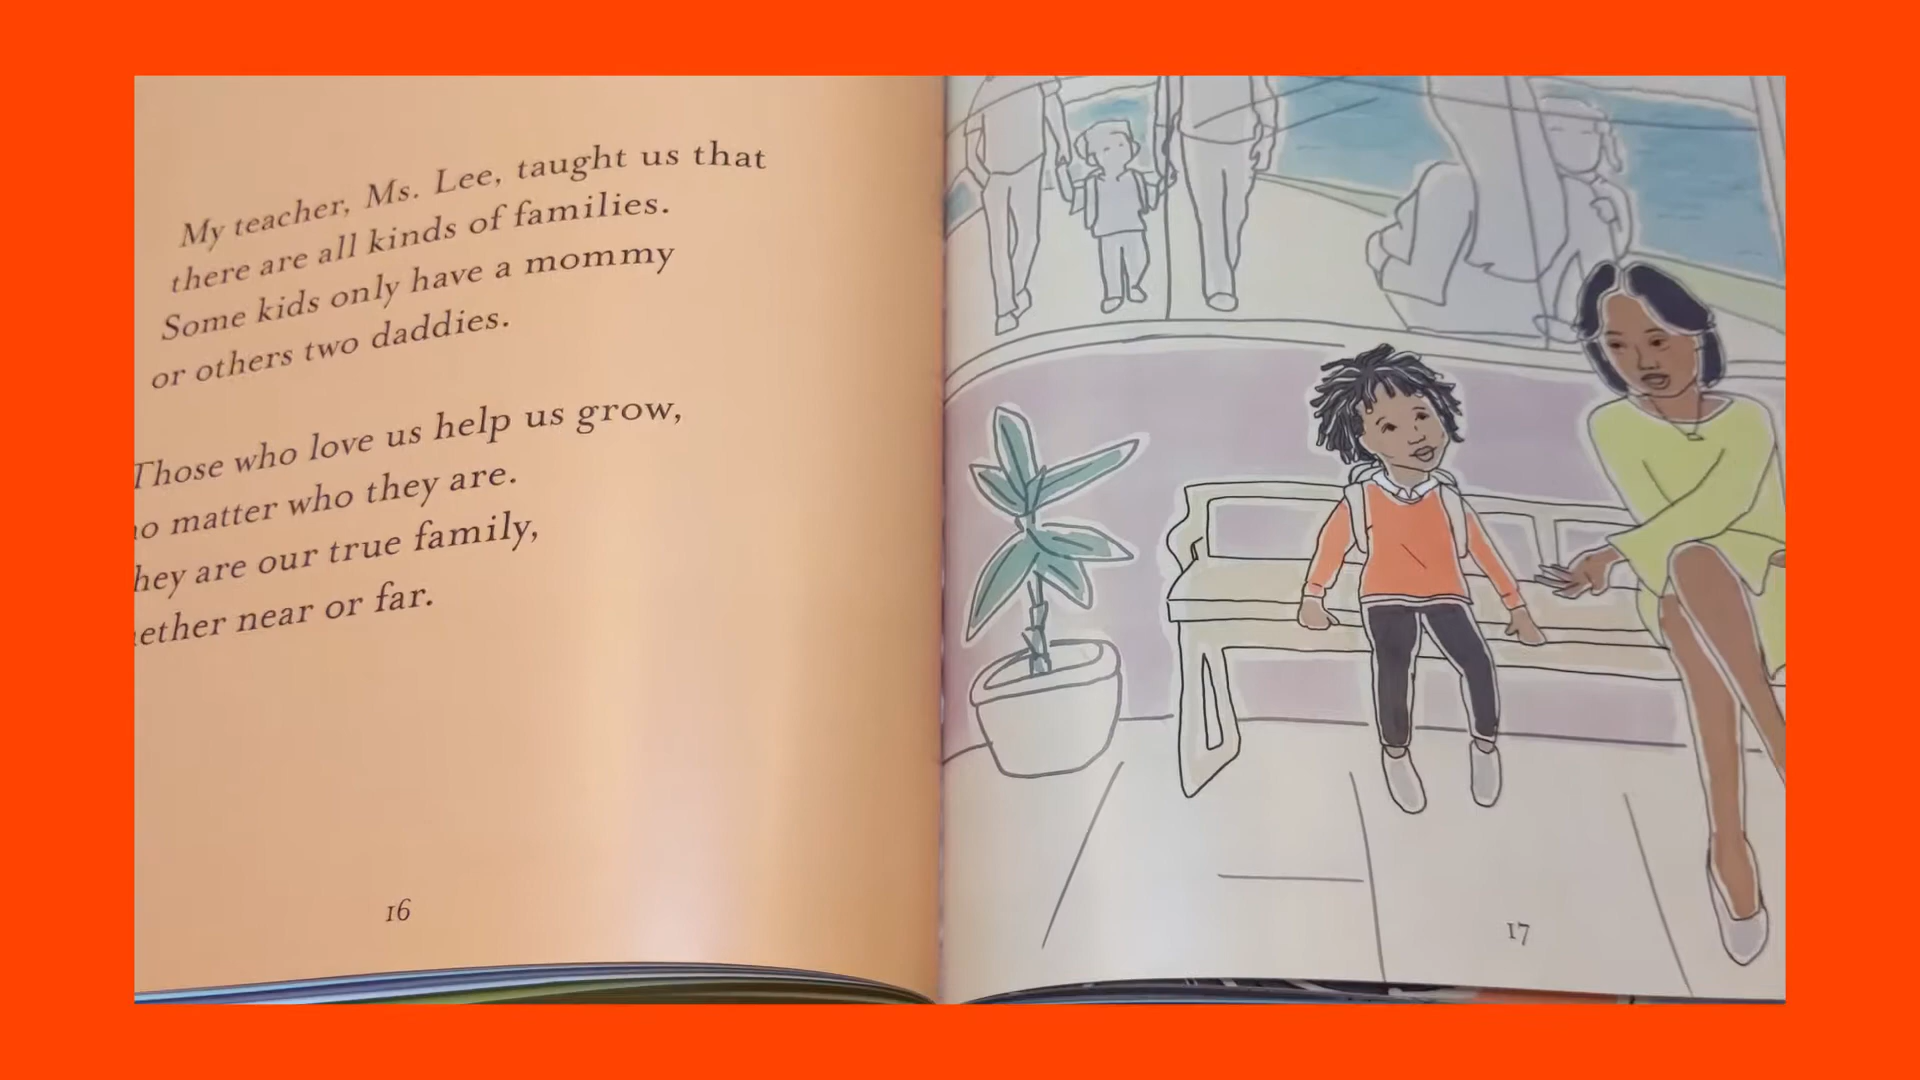 My teacher, Ms. Lee, taught us that
there are all kinds of families.
Some kids only have a mommy
or others two daddies.
Those who love us help us grow,
no matter who they are.
hey are our true family,
ether near or far.
16
17